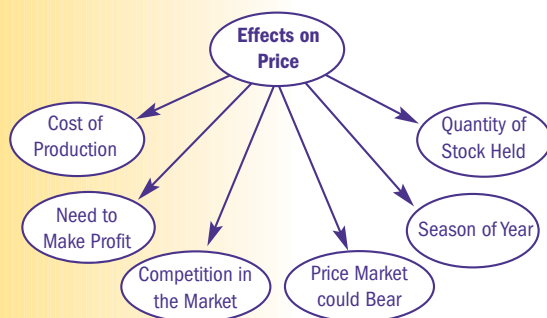 Effects on
Price
Cost of
Production
Quantity of
Stock Held
Need to
Make Profit
Season of Year
Competition in
the Market
Price Market
could Bear